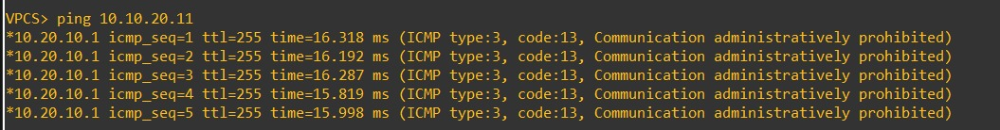 VPCS> ping 10.10.20.11
*10.20.10.1 icmp_seq=1 ttl=255 time=16.318 ms (ICMP type:3, code:13, Communication administratively prohibited)
*10.20.10.1 icmp_seq=2 ttl=255 time=16.192 ms (ICMP type:3, code:13, Communication administratively prohibited)
*10.20.10.1 icmp_seq=3 ttl=255 time=16.287 ms (ICMP type:3, code:13, Communication administratively prohibited)
*10.20.10.1 icmp_seq=4 ttl=255 time=15.819 ms (ICMP type:3, code:13, Communication administratively prohibited)
*10.20.10.1 icmp_seq=5 ttl=255 time=15.998 ms (ICMP type:3, code:13, Communication administratively prohibited)